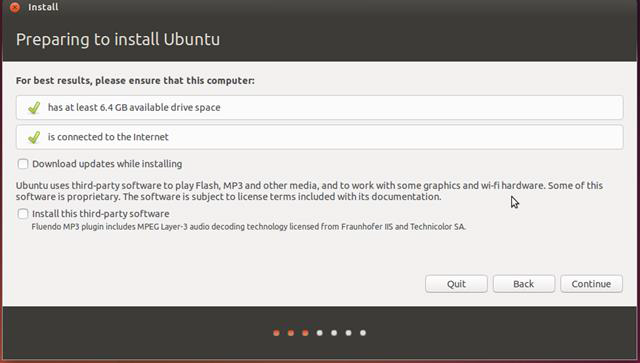 Install
Preparing to install Ubuntu
For best results, please ensure that this computer:
has at least 6.4 GB available drive space
is connected to the Internet
Download updates while installing
Ubuntu uses third-party software to play Flash, MP3 and other media, and to work with some graphics and wi-fi hardware. Some of this
software is proprietary. The software is subject to license terms included with its documentation.
Install this third-party software
Fluendo MP3 plugin includes MPEG Layer-3 audio decoding technology licensed from Fraunhofer IIS and Technicolor SA.
Quit
Back
Continue